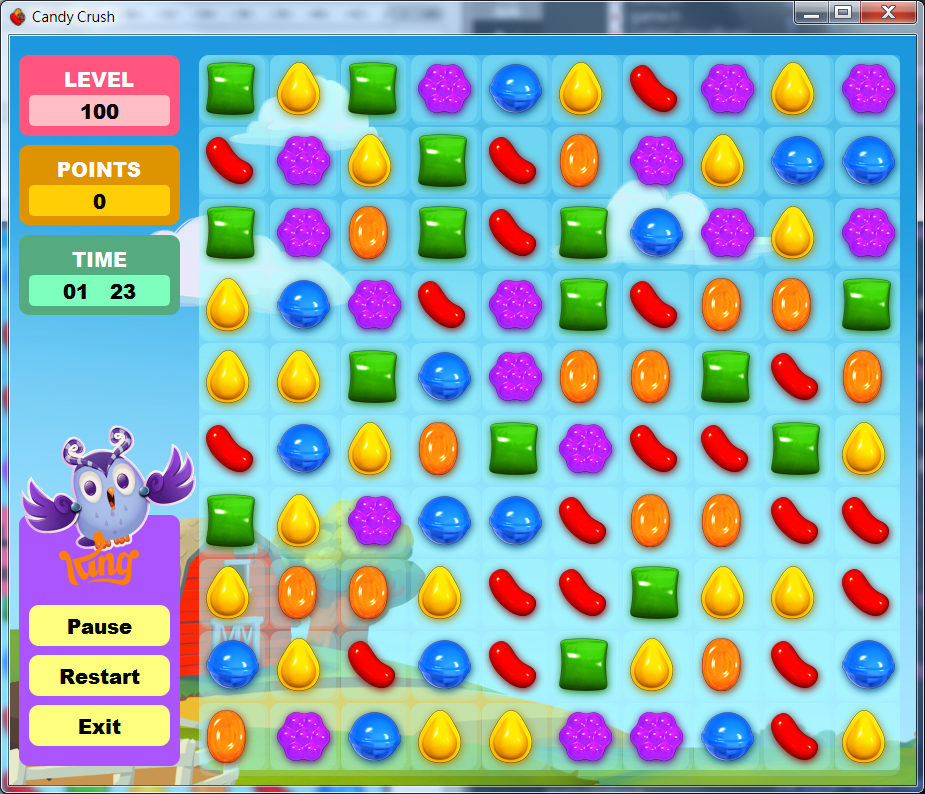 Candy Crush
LEVEL
100
POINTS
0
TIME
01 23
King
Pause
Restart
Exit